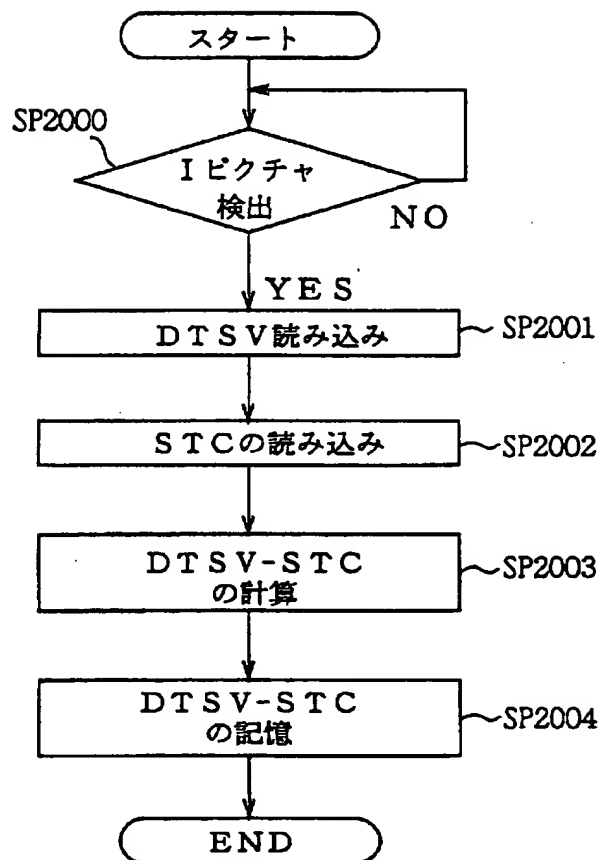 スタート
SP2000
Iピクチャ
検出
NO
YES
DTSV読み込み
SP2001
STCの読み込み
SP2002
DTSV-STC
の計算
SP2003
DTSV-STC
の記憶
SP2004
END